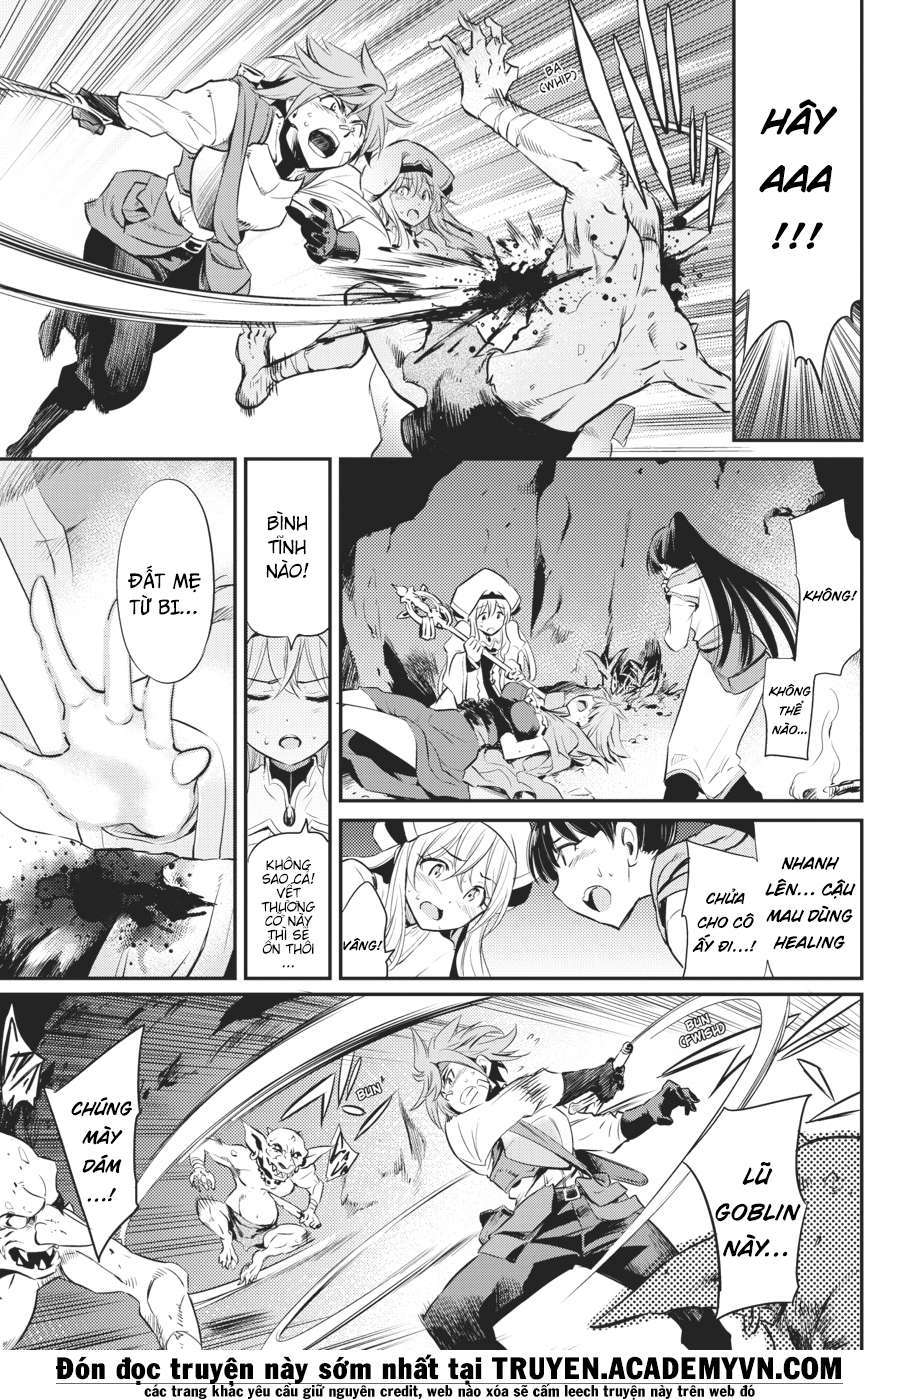 HÂY
AAA
!!!
BA
(WHIP)
KHÔNG!
KHÔNG
THỂ
NÀO...
BÌNH
TĨNH
NÀO!
KHÔNG
SAO CẢ!
VẾT
THƯƠNG
CỠ NÀY
THÌ SẼ
ỔN THÔI
...
ĐẤT MẸ
TỪ BI...
NHANH
LÊN... CẬU
MAU DÙNG
HEALING
CHỬA
CHO CÔ
ẤY ĐI...!
VÂNG!
BUN
(FWISH)
BUN
LŨ
GOBLIN
NÀY...
CHÚNG
MÀY
DÁM
...!
Đón đọc truyện này sớm nhất tại TRUYEN.ACADEMYVN.COM
các trang khác yêu cầu giữ nguyên credit, web nào xóa sẽ cấm leech truyện này trên web đó